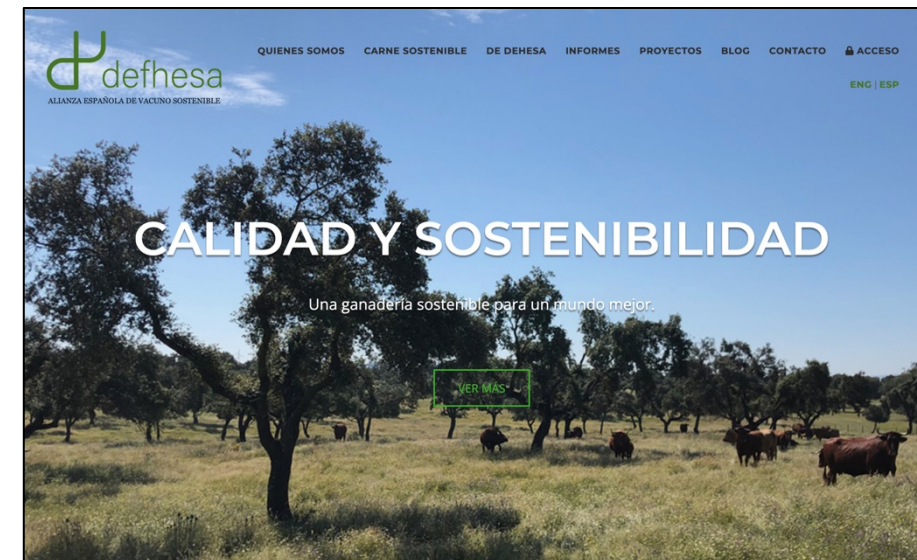 defhesa
ALIANZA ESPAÑOLA DE VACUNO SOSTENIBLE
QUIENES SOMOS CARNE SOSTENIBLE DE DEHESA INFORMES PROYECTOS BLOG CONTACTO ACCESO
ENG | ESP
CALIDAD Y SOSTENIBILIDAD
Una ganadería sostenible para un mundo mejor.
VER MÁS